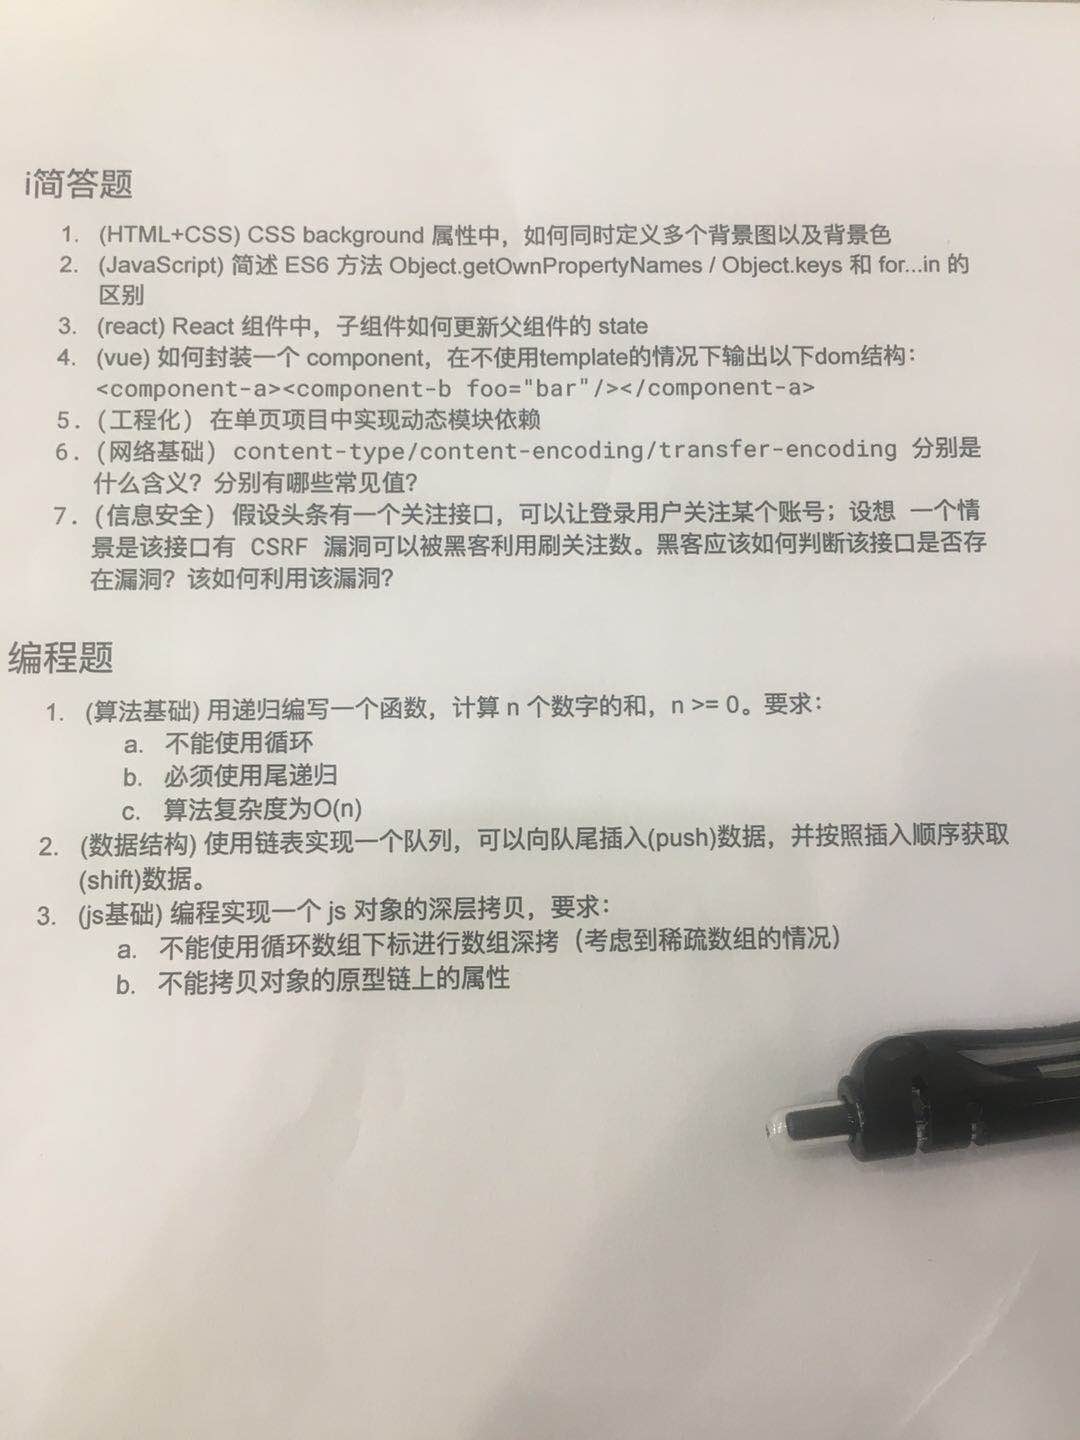 i简答题
1. (HTML+CSS) CSS background 属性中，如何同时定义多个背景图以及背景色
2. (JavaScript) 简述 ES6 方法 Object.getOwnPropertyNames / Object.keys 和 for...in 的
区别
3. (react) React 组件中，子组件如何更新父组件的 state
4. (vue) 如何封装一个 component，在不使用template的情况下输出以下dom结构：
<component-a><component-b foo="bar"/></component-a>
5. (工程化) 在单页项目中实现动态模块依赖
6. (网络基础) content-type/content-encoding/transfer-encoding 分别是
什么含义？分别有哪些常见值？
7. (信息安全) 假设头条有一个关注接口，可以让登录用户关注某个账号；设想 一个情
景是该接口有 CSRF 漏洞可以被黑客利用刷关注数。黑客应该如何判断该接口是否存
在漏洞？该如何利用该漏洞？
编程题
1. (算法基础) 用递归编写一个函数，计算 n 个数字的和，n >= 0。要求：
a. 不能使用循环
b. 必须使用尾递归
c. 算法复杂度为O(n)
2. (数据结构) 使用链表实现一个队列，可以向队尾插入(push)数据，并按照插入顺序获取
(shift)数据。
3. (js基础) 编程实现一个 js 对象的深层拷贝，要求：
a. 不能使用循环数组下标进行数组深拷（考虑到稀疏数组的情况）
b. 不能拷贝对象的原型链上的属性